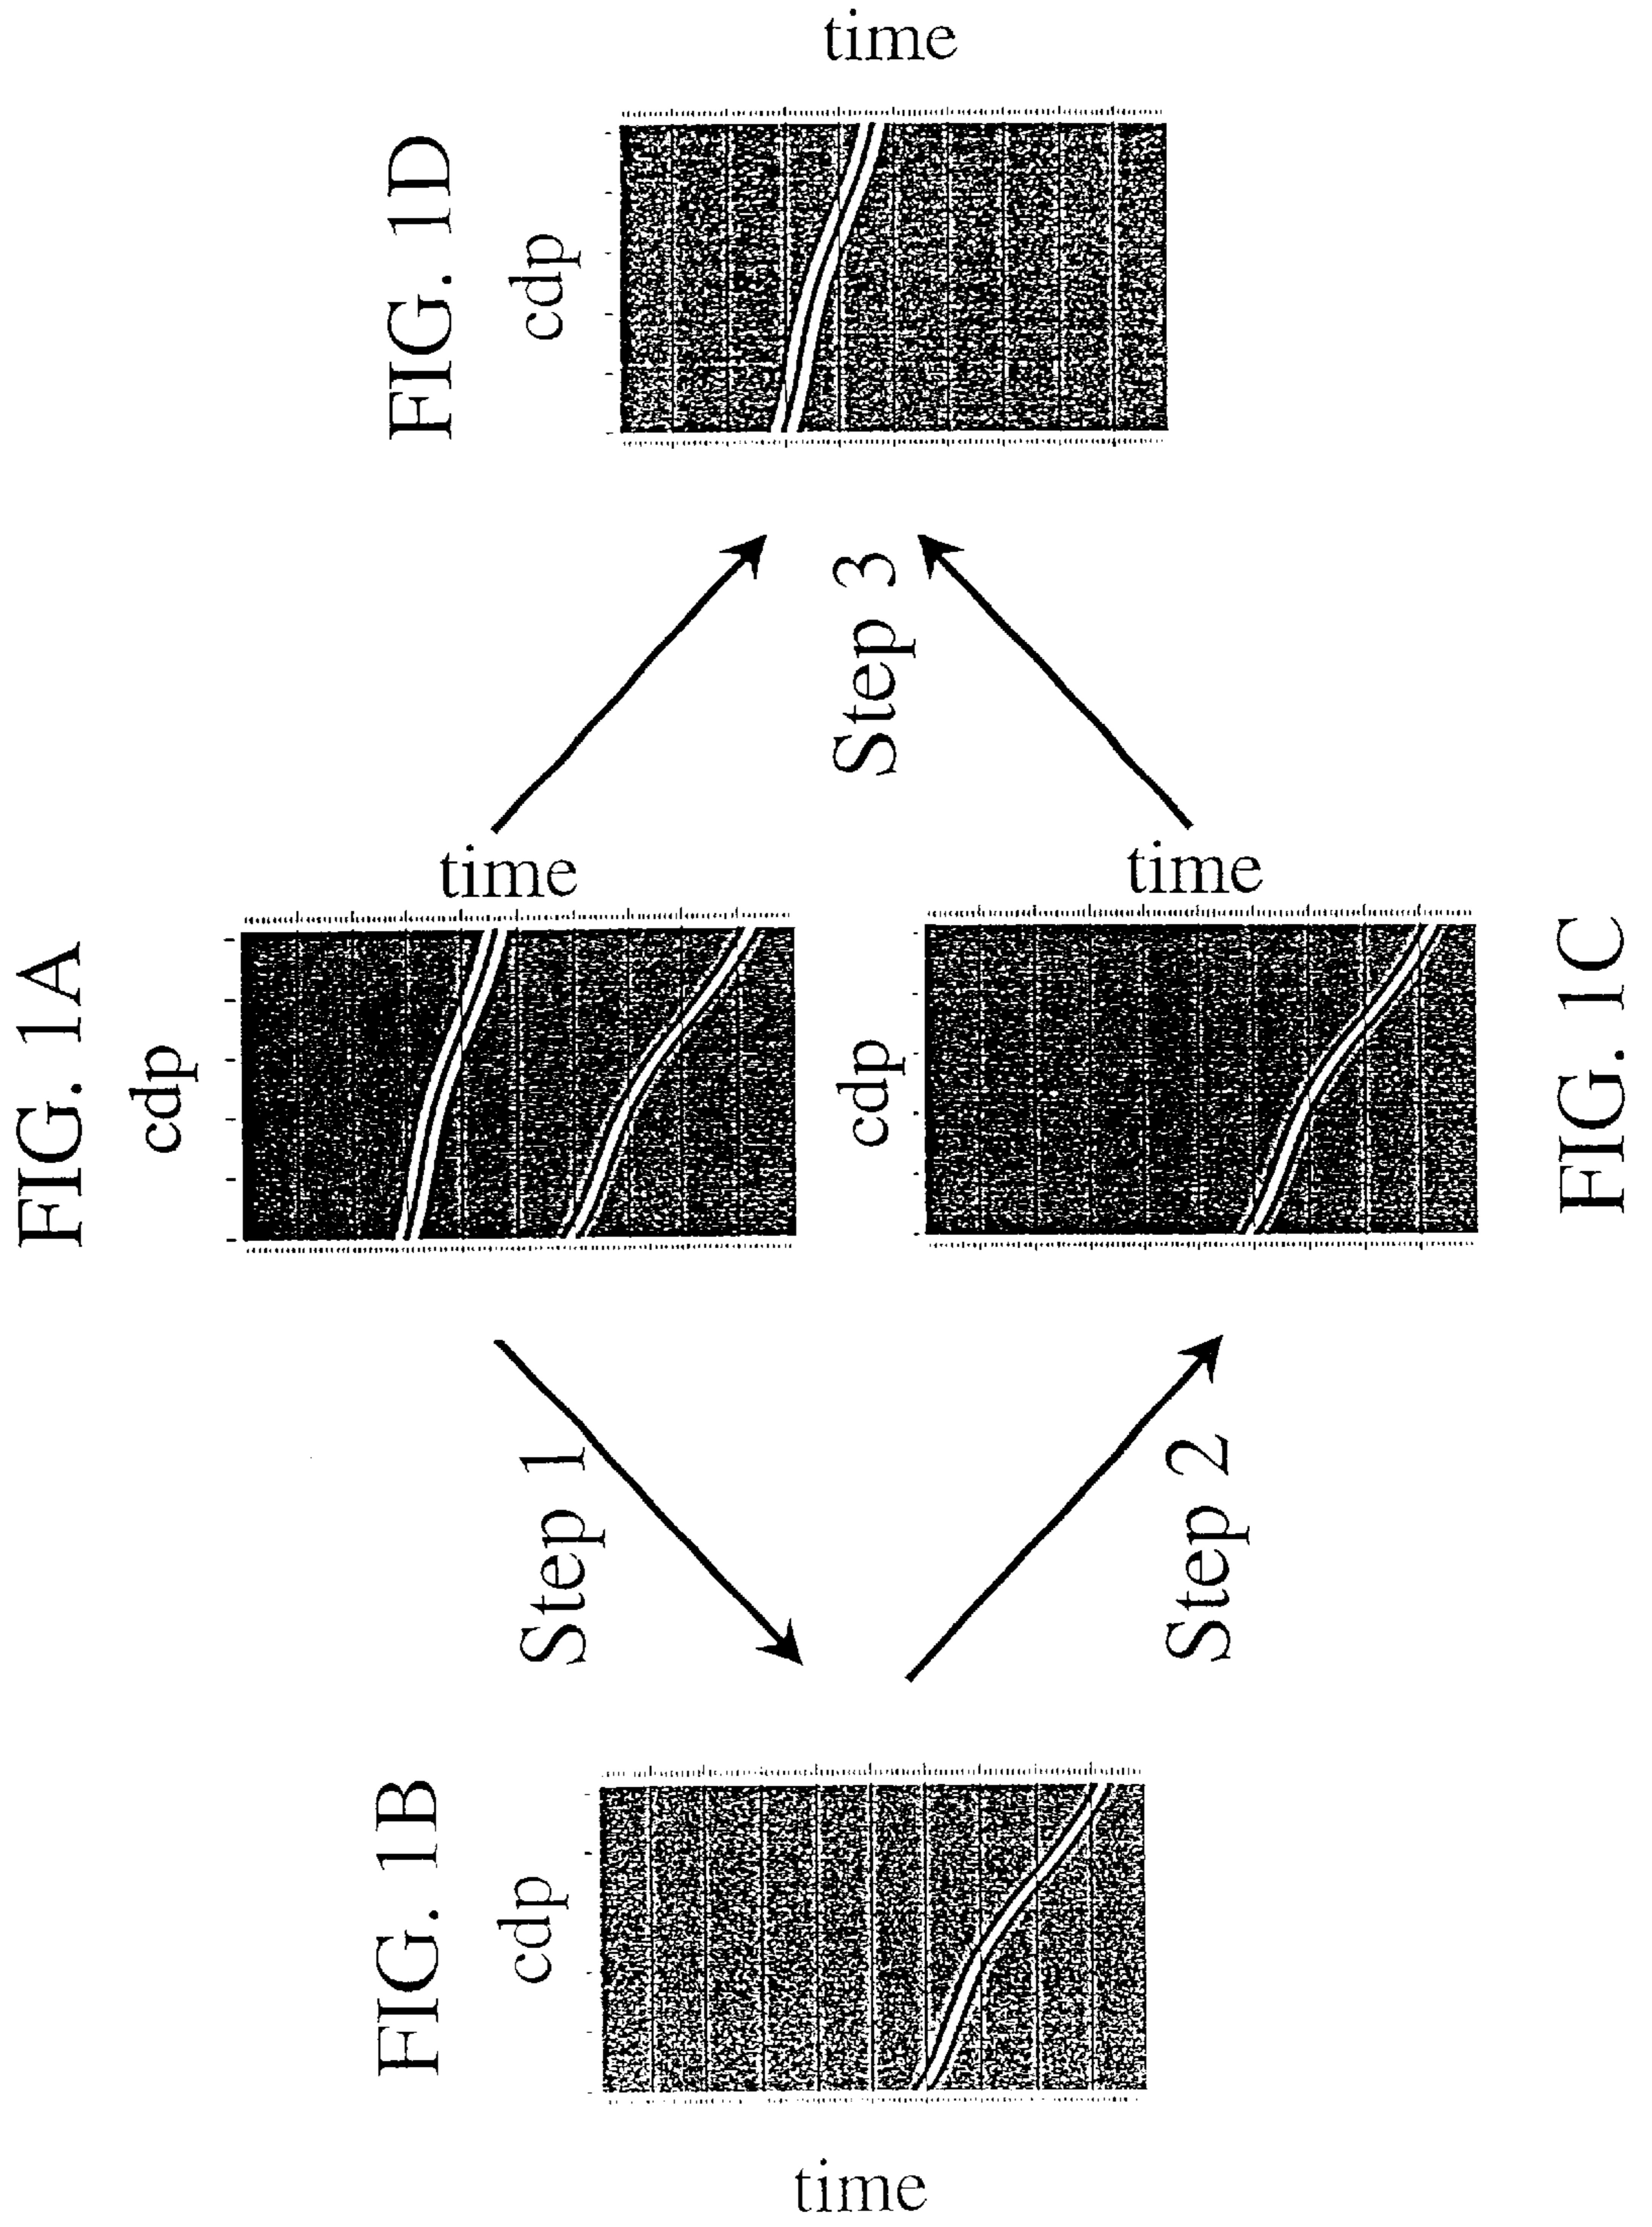 time
FIG. 1D
cdp
Step 3
FIG. 1A
cdp
time
time
cdp
FIG. 1C
Step 1
Step 2
FIG. 1B
cdp
time